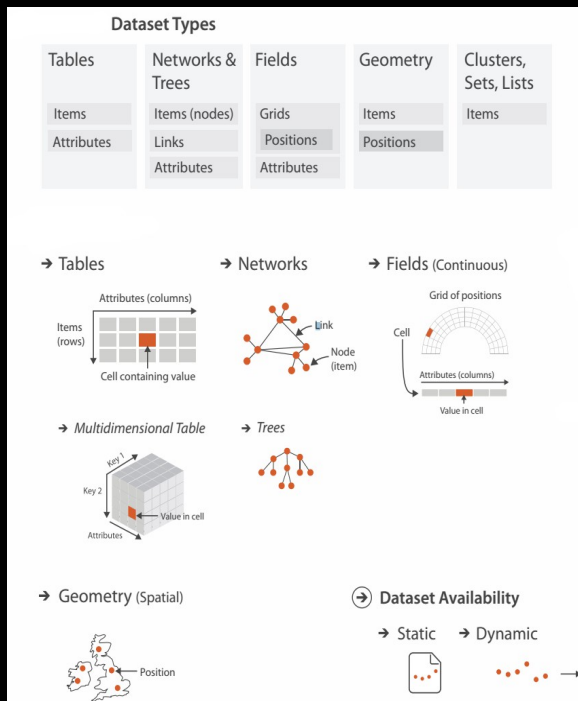 Dataset Types
Tables
Items
Attributes
Networks &
Trees
Items (nodes)
Links
Attributes
Fields
Grids
Positions
Attributes
Geometry
Items
Positions
Clusters,
Sets, Lists
Items
→ Tables
Attributes (columns)
Items
(rows)
Cell containing value
→ Networks
Link
Node
(item)
→ Fields (Continuous)
Grid of positions
Cell
Attributes (columns)
Value in cell
→ Multidimensional Table
Key 1
Key 2
Value in cell
Attributes
→ Trees
→ Geometry (Spatial)
Position
→ Dataset Availability
→ Static
→ Dynamic